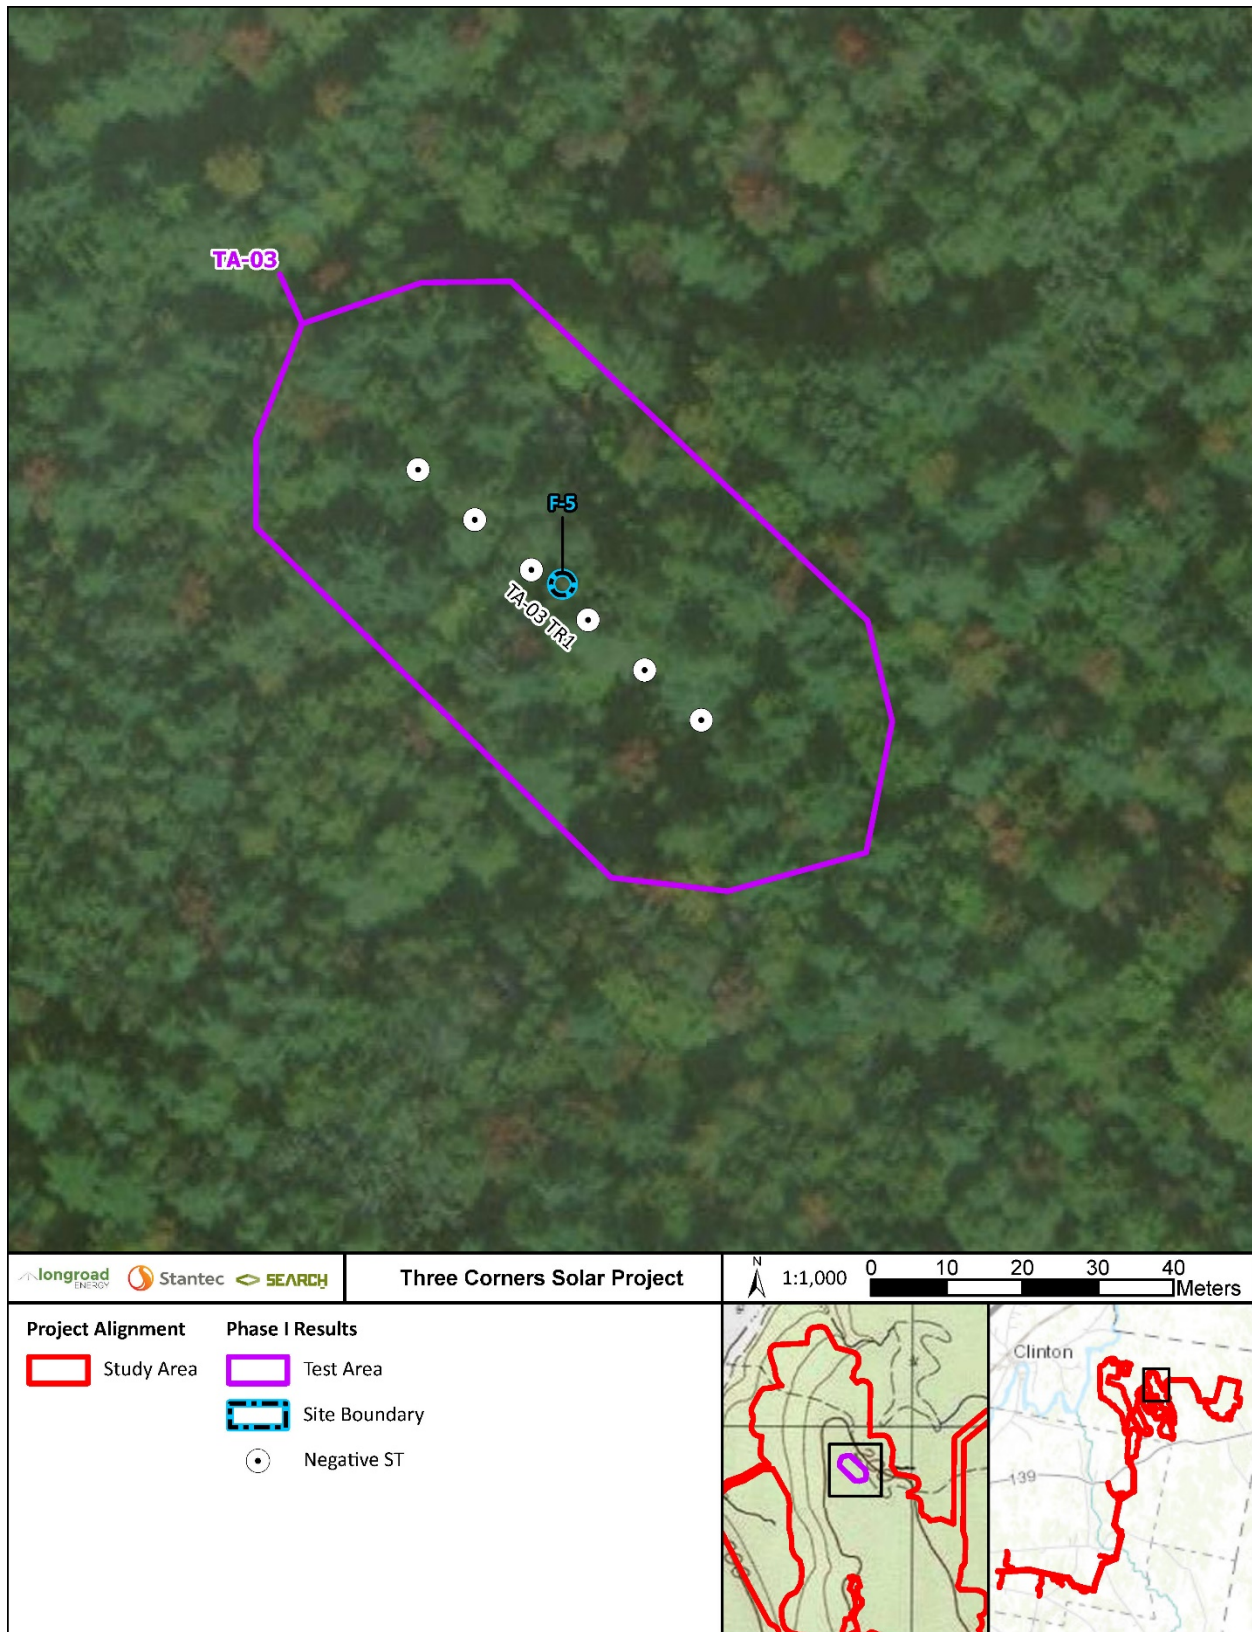 TA-03
F-5
TA-03 TR1
longroad
ENERGY
Stantec
SEARCH
Three Corners Solar Project
N
1:1,000
0 10 20 30 40
Meters
Project Alignment
Study Area
Phase I Results
Test Area
Site Boundary
Negative ST
Clinton
139